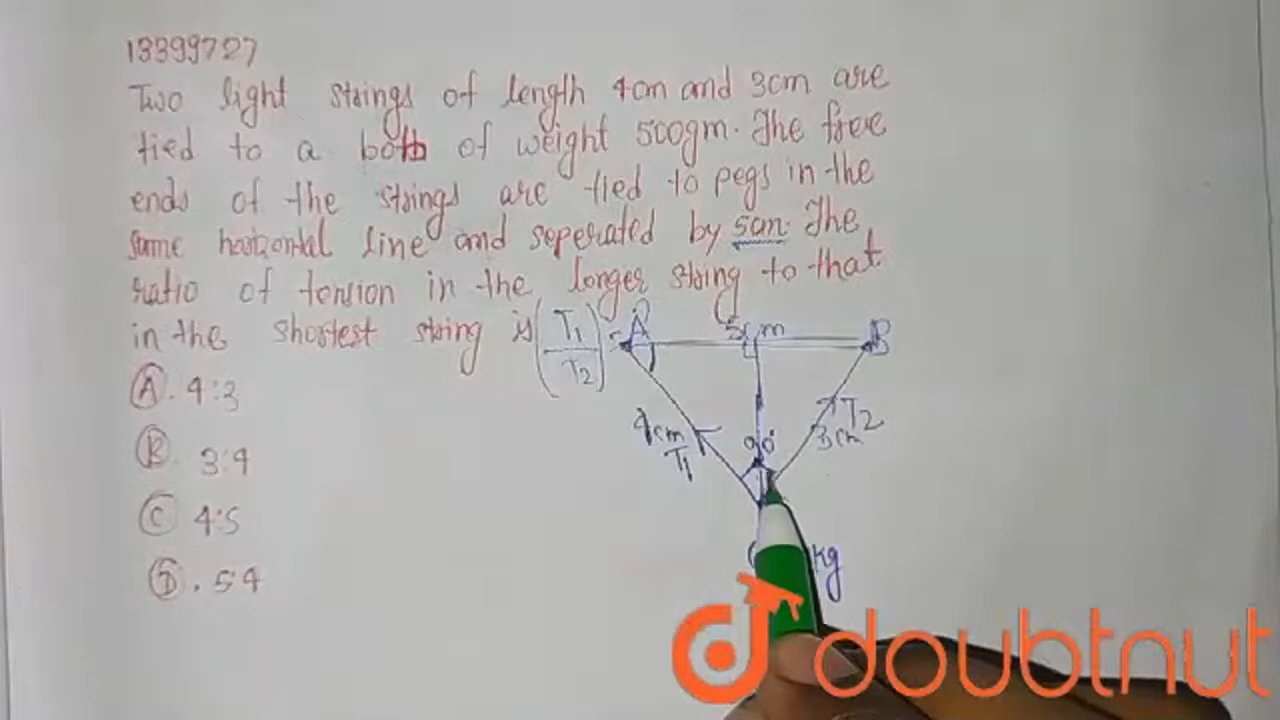 13399727
Two light strings of length 4cm and 3cm are
tied to a bob of weight 500gm. The free
ends of the strings are tied to pegs in the
same horizontal line and seperated by 5cm. The
ratio of tension in the longer string to that
in the shortest string is (T1/T2)
A 5cm B
A. 4:3
4cm T1
T2
3cm
90°
B. 3:4
C 4:5
kg
D. 5:4
doubtnut